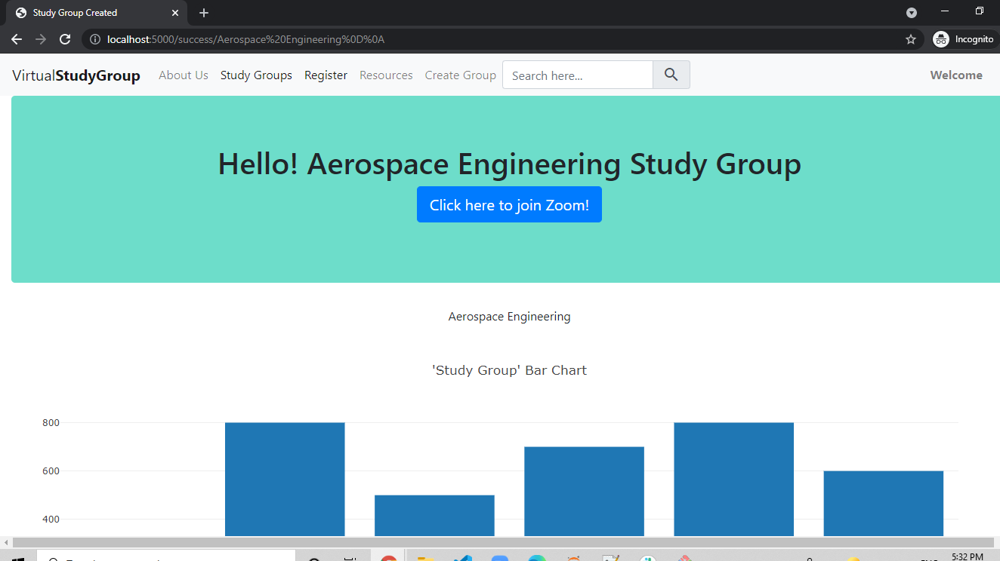 Study Group Created
localhost:5000/success/Aerospace%20Engineering%0D%0A
Incognito
VirtualStudyGroup About Us Study Groups Register Resources Create Group Search here... Welcome
Hello! Aerospace Engineering Study Group
Click here to join Zoom!
Aerospace Engineering
'Study Group' Bar Chart
800
600
400
5:32 PM